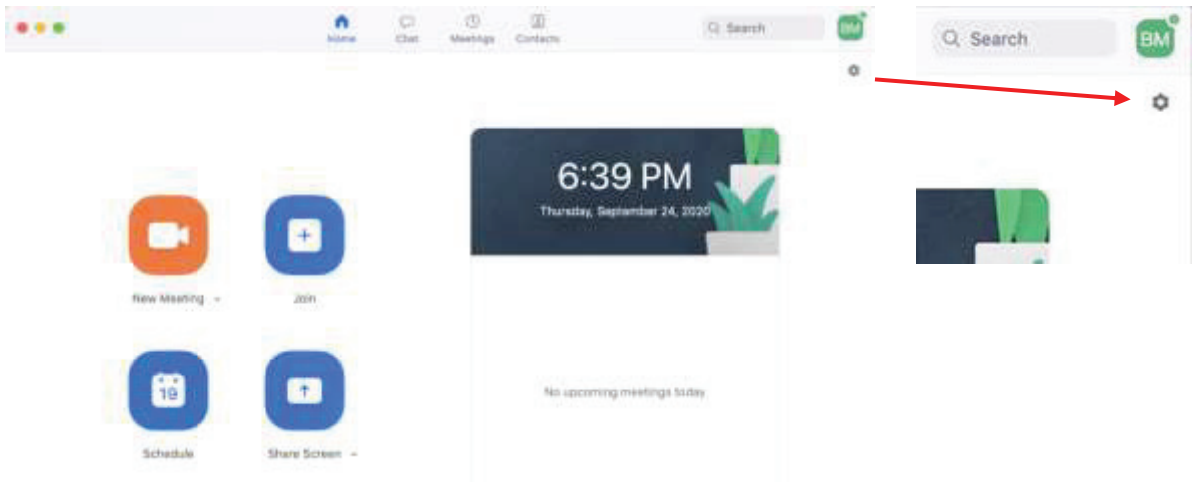 Home
Chat
Meetings
Contacts
Search
BM
6:39 PM
Thursday, September 24, 2020
New Meeting
Join
19
Schedule
Share Screen
No upcoming meetings today
Search
BM